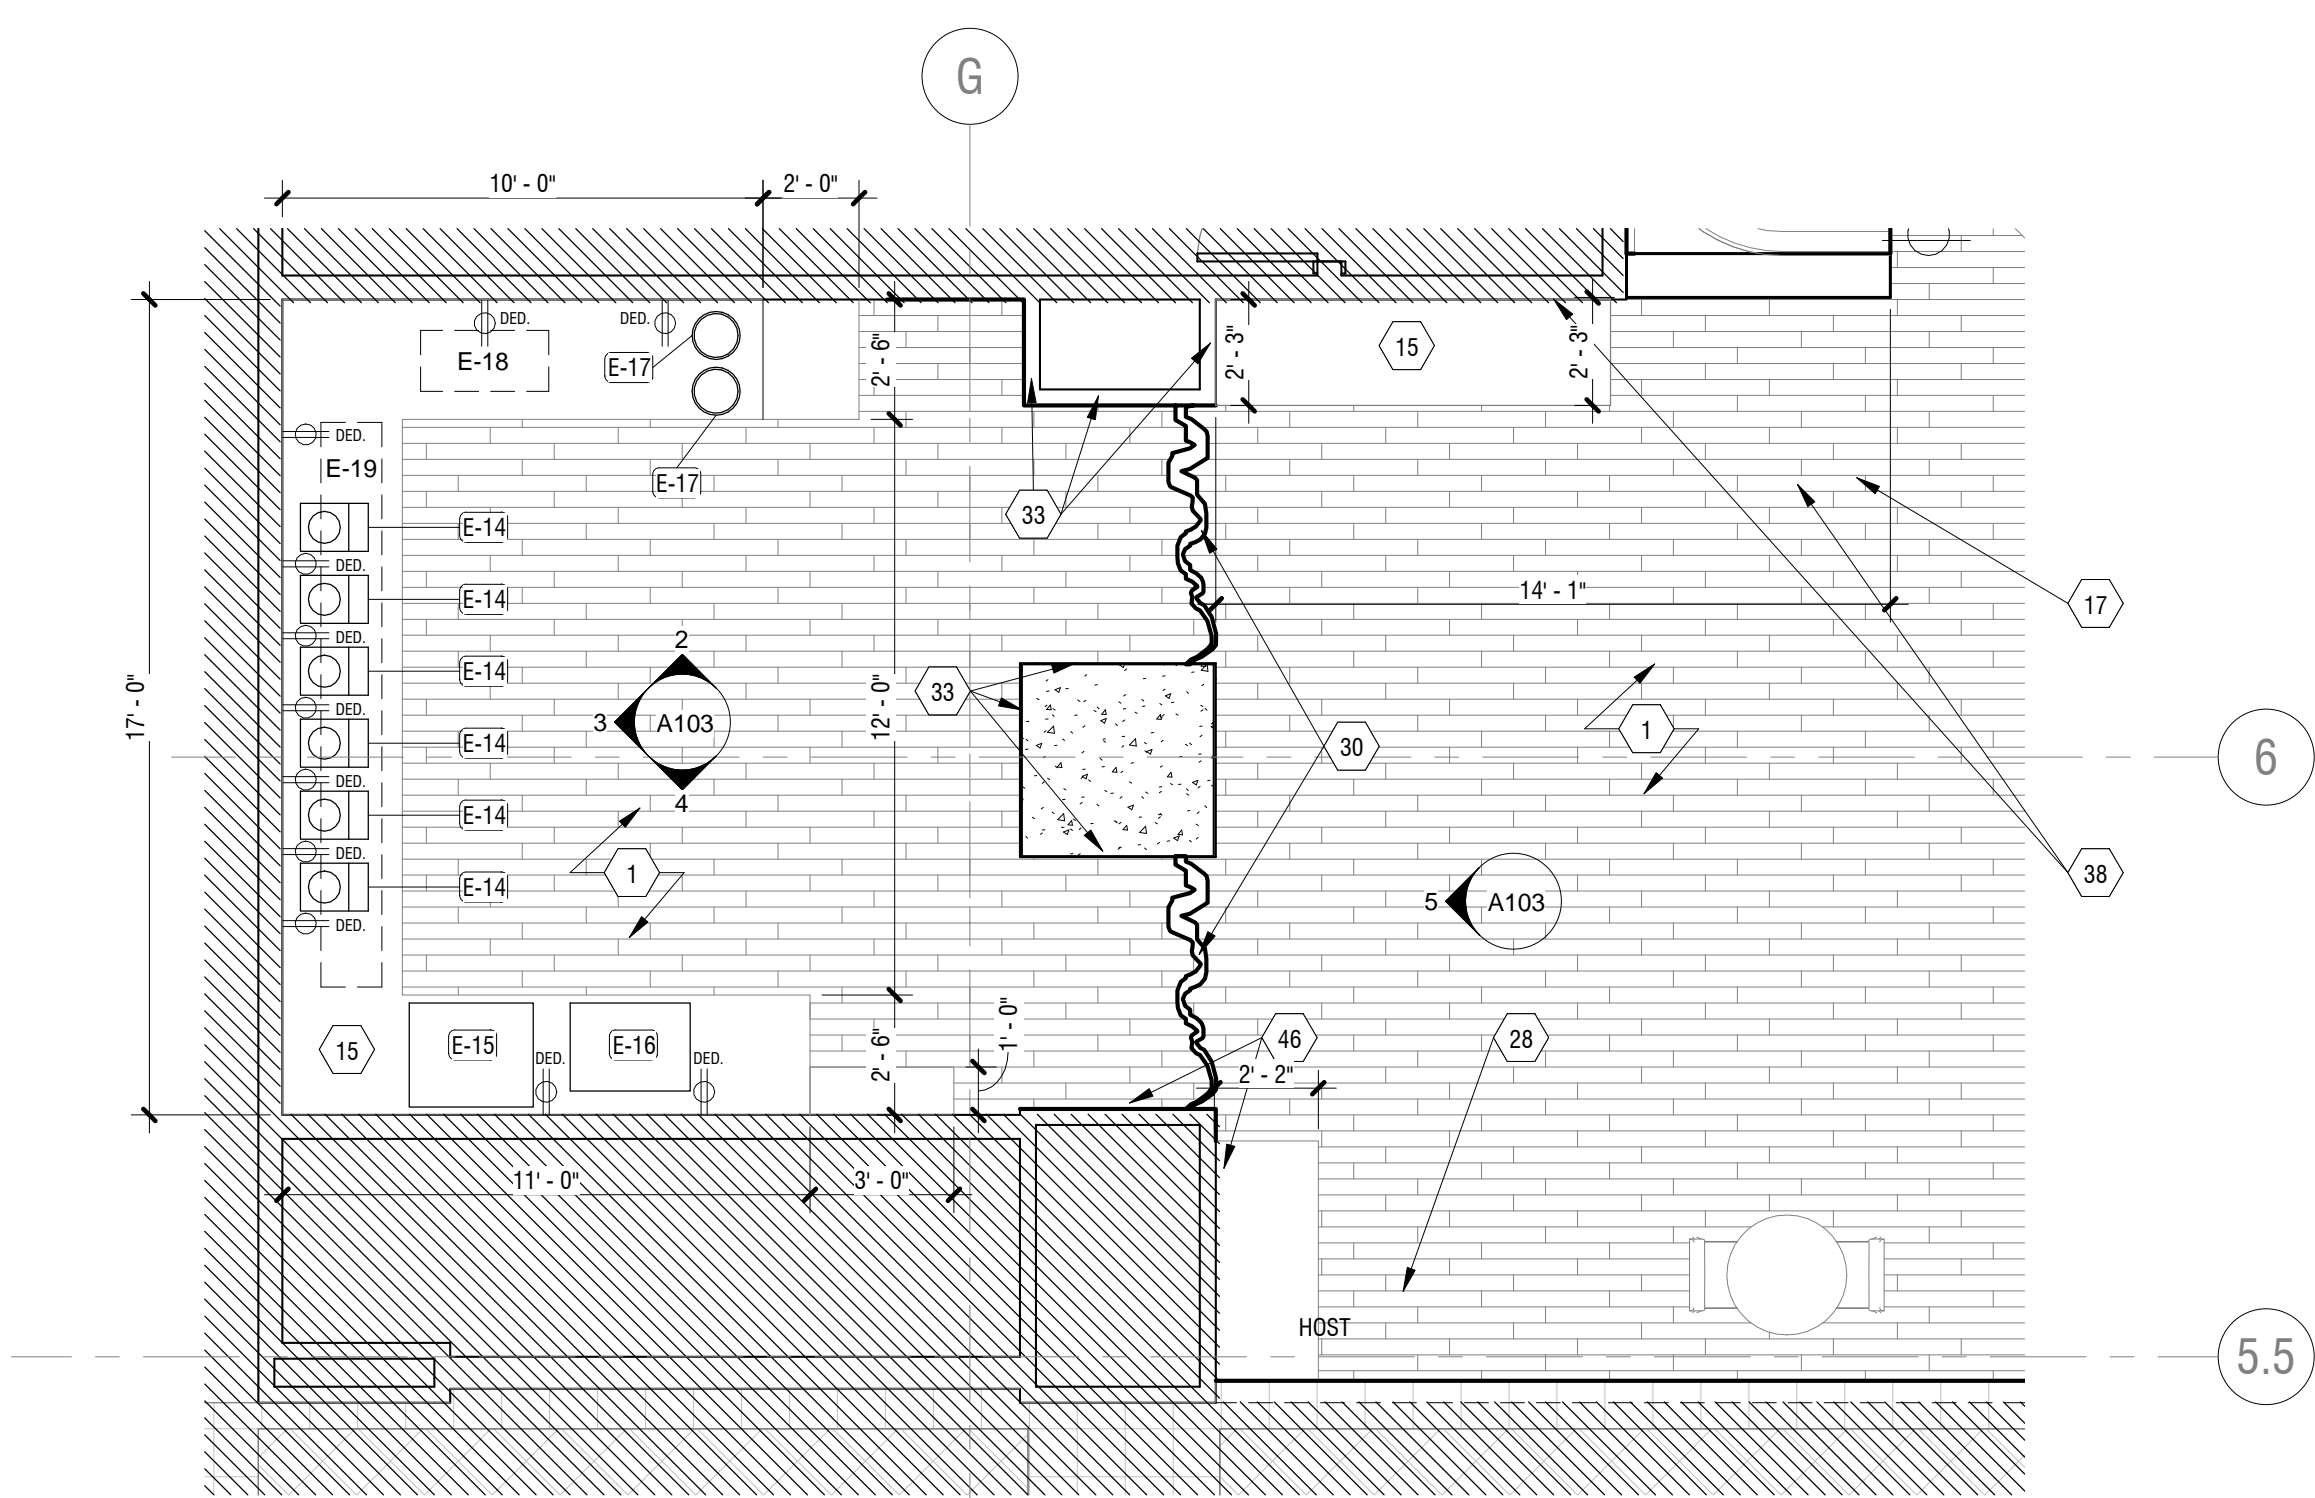 G
10' - 0"
2' - 0"
DED.
DED.
E-18
E-17
2' - 6"
2' - 3"
15
2' - 3"
DED.
E-19
E-17
33
E-14
DED.
E-14
14' - 1"
17
DED.
2
E-14
17' - 0"
12' - 0"
33
DED.
3
A103
1
E-14
30
6
DED.
4
E-14
DED.
1
38
E-14
5
A103
DED.
1' - 0"
15
E-15
E-16
2' - 6"
46
28
DED.
DED.
2' - 2"
11' - 0"
3' - 0"
HOST
5.5